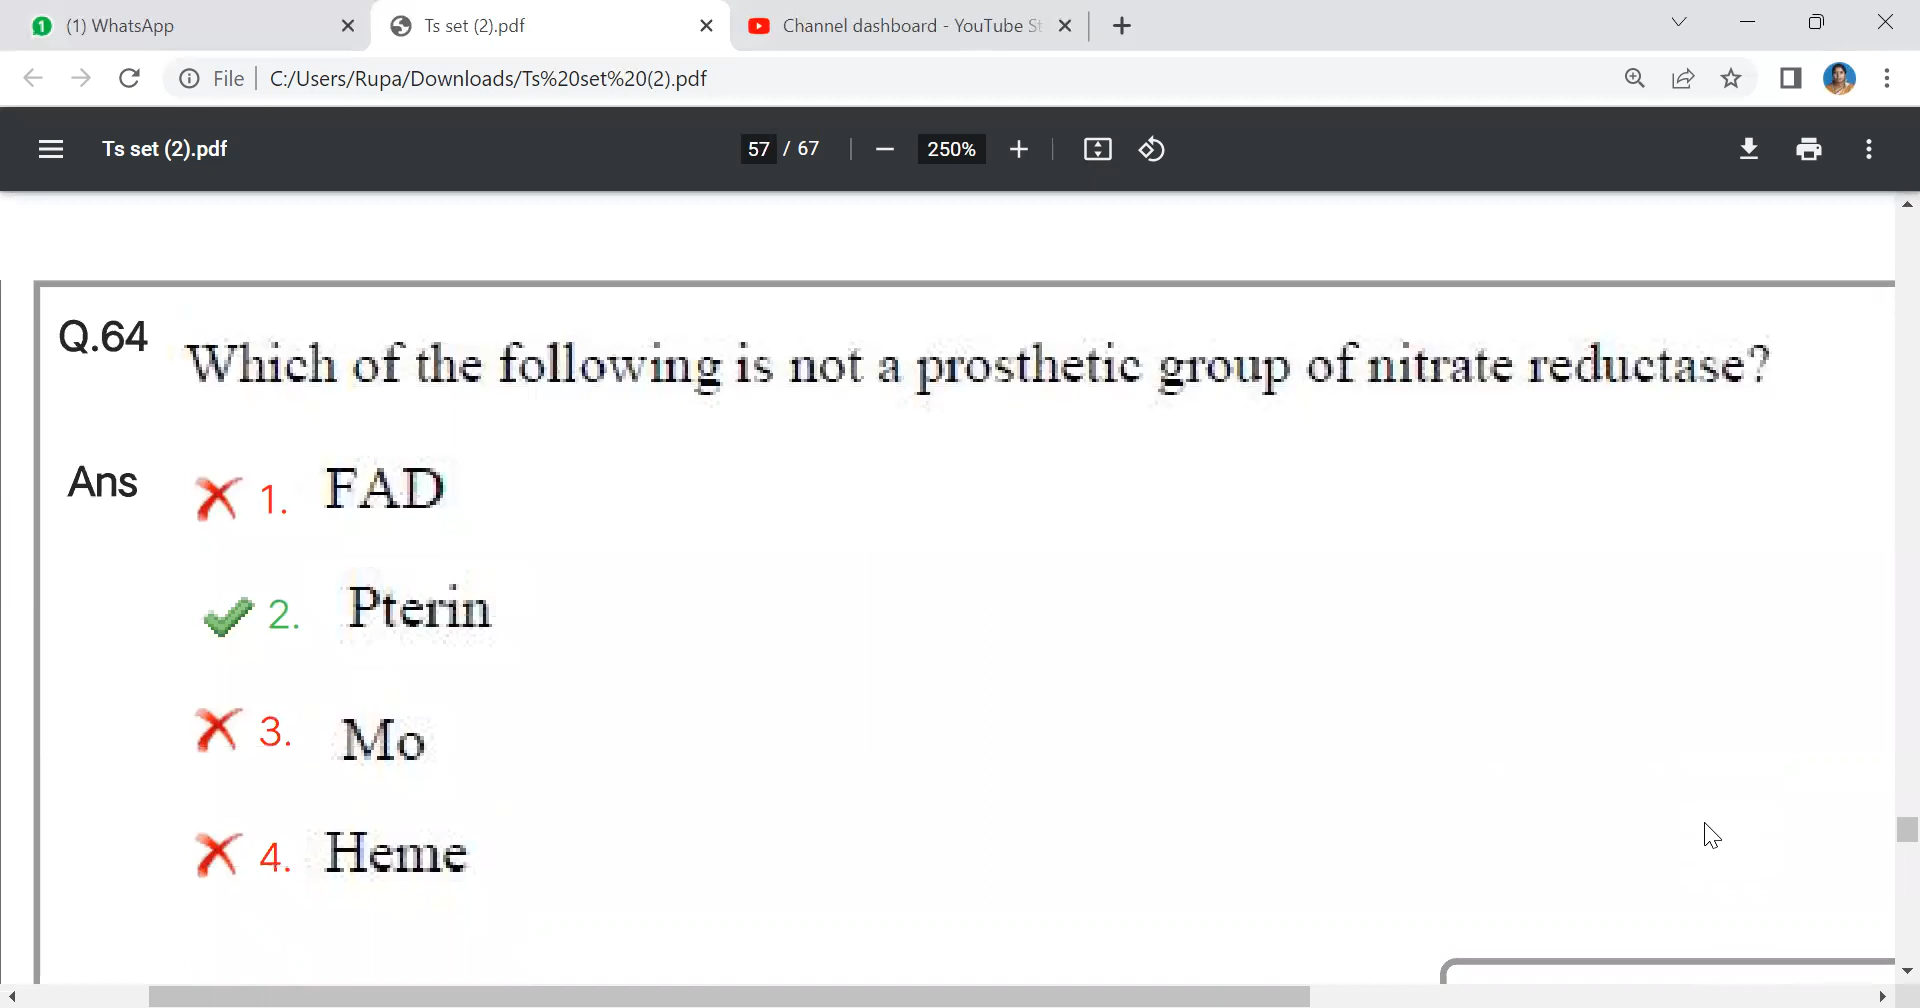 (1) WhatsApp
Ts set (2).pdf
Channel dashboard - YouTube St
File
C:/Users/Rupa/Downloads/Ts%20set%20(2).pdf
Ts set (2).pdf
57 / 67
250%
Q.64
Which of the following is not a prosthetic group of nitrate reductase?
Ans
1. FAD
2. Pterin
3. Mo
4. Heme